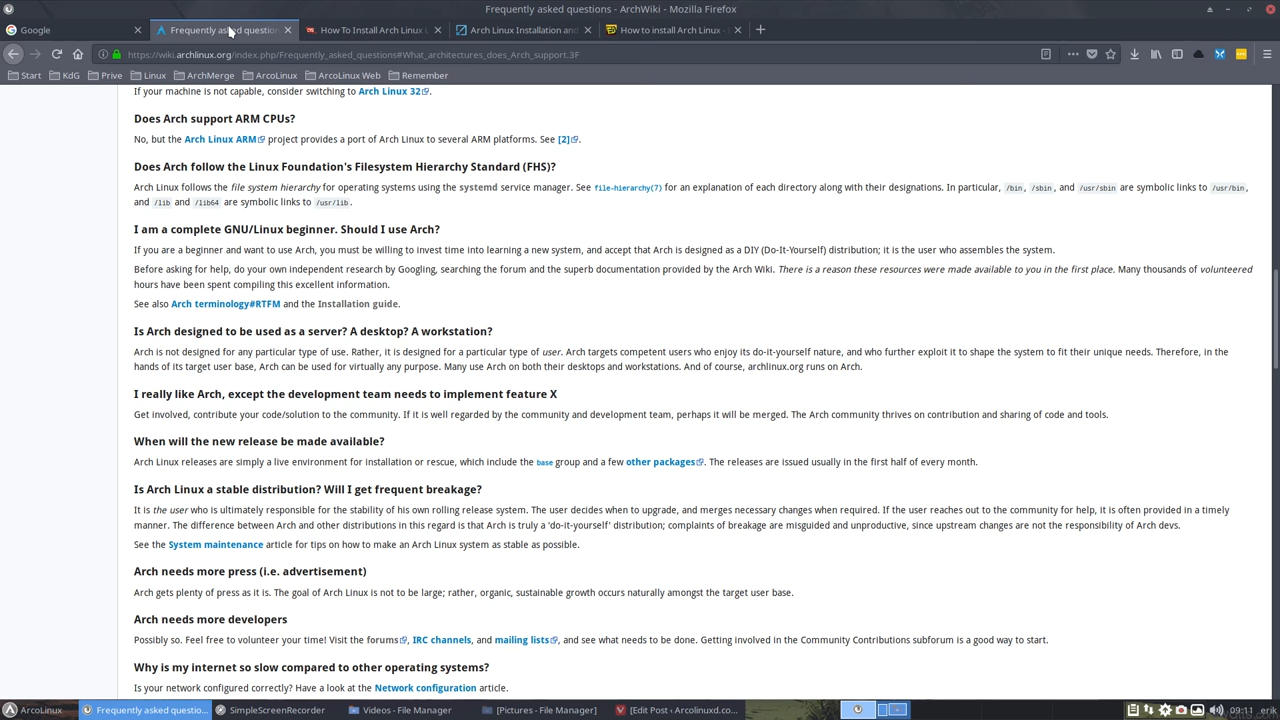 Frequently asked questions - ArchWiki - Mozilla Firefox
Google
Frequently asked question
How To Install Arch Linux
Arch Linux Installation and
How to install Arch Linux -
https://wiki.archlinux.org/index.php/Frequently_asked_questions#What_architectures_does_Arch_support.3F
Start KdG Prive Linux ArchMerge ArcoLinux ArcoLinux Web Remember
If your machine is not capable, consider switching to Arch Linux 32.
Does Arch support ARM CPUs?
No, but the Arch Linux ARM project provides a port of Arch Linux to several ARM platforms. See [2].
Does Arch follow the Linux Foundation's Filesystem Hierarchy Standard (FHS)?
Arch Linux follows the file system hierarchy for operating systems using the systemd service manager. See file-hierarchy(7) for an explanation of each directory along with their designations. In particular, /bin, /sbin, and /usr/sbin are symbolic links to /usr/bin,
and /lib and /lib64 are symbolic links to /usr/lib.
I am a complete GNU/Linux beginner. Should I use Arch?
If you are a beginner and want to use Arch, you must be willing to invest time into learning a new system, and accept that Arch is designed as a DIY (Do-It-Yourself) distribution; it is the user who assembles the system.
Before asking for help, do your own independent research by Googling, searching the forum and the superb documentation provided by the Arch Wiki. There is a reason these resources were made available to you in the first place. Many thousands of volunteered
hours have been spent compiling this excellent information.
See also Arch terminology#RTFM and the Installation guide.
Is Arch designed to be used as a server? A desktop? A workstation?
Arch is not designed for any particular type of use. Rather, it is designed for a particular type of user. Arch targets competent users who enjoy its do-it-yourself nature, and who further exploit it to shape the system to fit their unique needs. Therefore, in the
hands of its target user base, Arch can be used for virtually any purpose. Many use Arch on both their desktops and workstations. And of course, archlinux.org runs on Arch.
I really like Arch, except the development team needs to implement feature X
Get involved, contribute your code/solution to the community. If it is well regarded by the community and development team, perhaps it will be merged. The Arch community thrives on contribution and sharing of code and tools.
When will the new release be made available?
Arch Linux releases are simply a live environment for installation or rescue, which include the base group and a few other packages. The releases are issued usually in the first half of every month.
Is Arch Linux a stable distribution? Will I get frequent breakage?
It is the user who is ultimately responsible for the stability of his own rolling release system. The user decides when to upgrade, and merges necessary changes when required. If the user reaches out to the community for help, it is often provided in a timely
manner. The difference between Arch and other distributions in this regard is that Arch is truly a 'do-it-yourself' distribution; complaints of breakage are misguided and unproductive, since upstream changes are not the responsibility of Arch devs.
See the System maintenance article for tips on how to make an Arch Linux system as stable as possible.
Arch needs more press (i.e. advertisement)
Arch gets plenty of press as it is. The goal of Arch Linux is not to be large; rather, organic, sustainable growth occurs naturally amongst the target user base.
Arch needs more developers
Possibly so. Feel free to volunteer your time! Visit the forums, IRC channels, and mailing lists, and see what needs to be done. Getting involved in the Community Contributions subforum is a good way to start.
Why is my internet so slow compared to other operating systems?
Is your network configured correctly? Have a look at the Network configuration article.
ArcoLinux
Frequently asked questio...
SimpleScreenRecorder
Videos - File Manager
[Pictures - File Manager]
[Edit Post ‹ Arcolinuxd.co...
09:11 erik